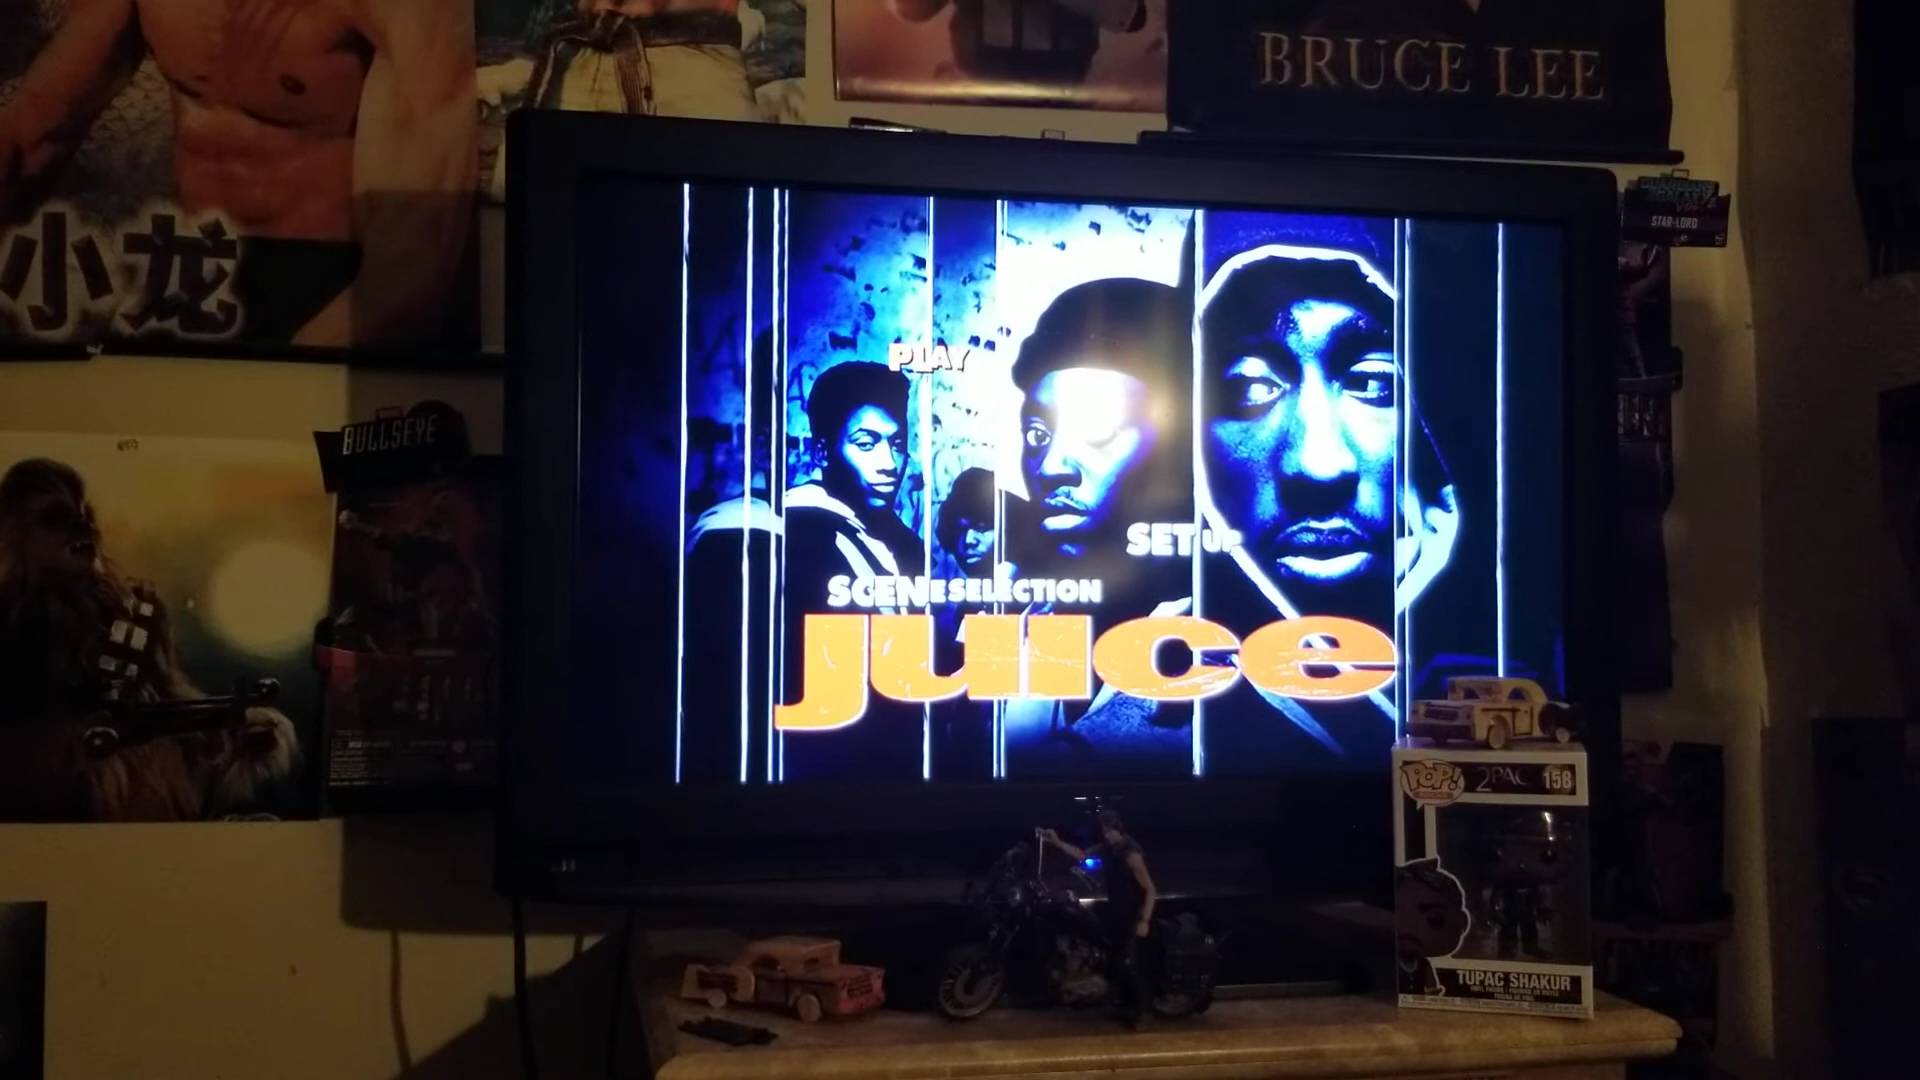 BRUCE LEE
小龙
STAR-LORD
BULLSEYE
PLAY
SET UP
SCENE SELECTION
juice
POP!
2PAC
158
TUPAC SHAKUR